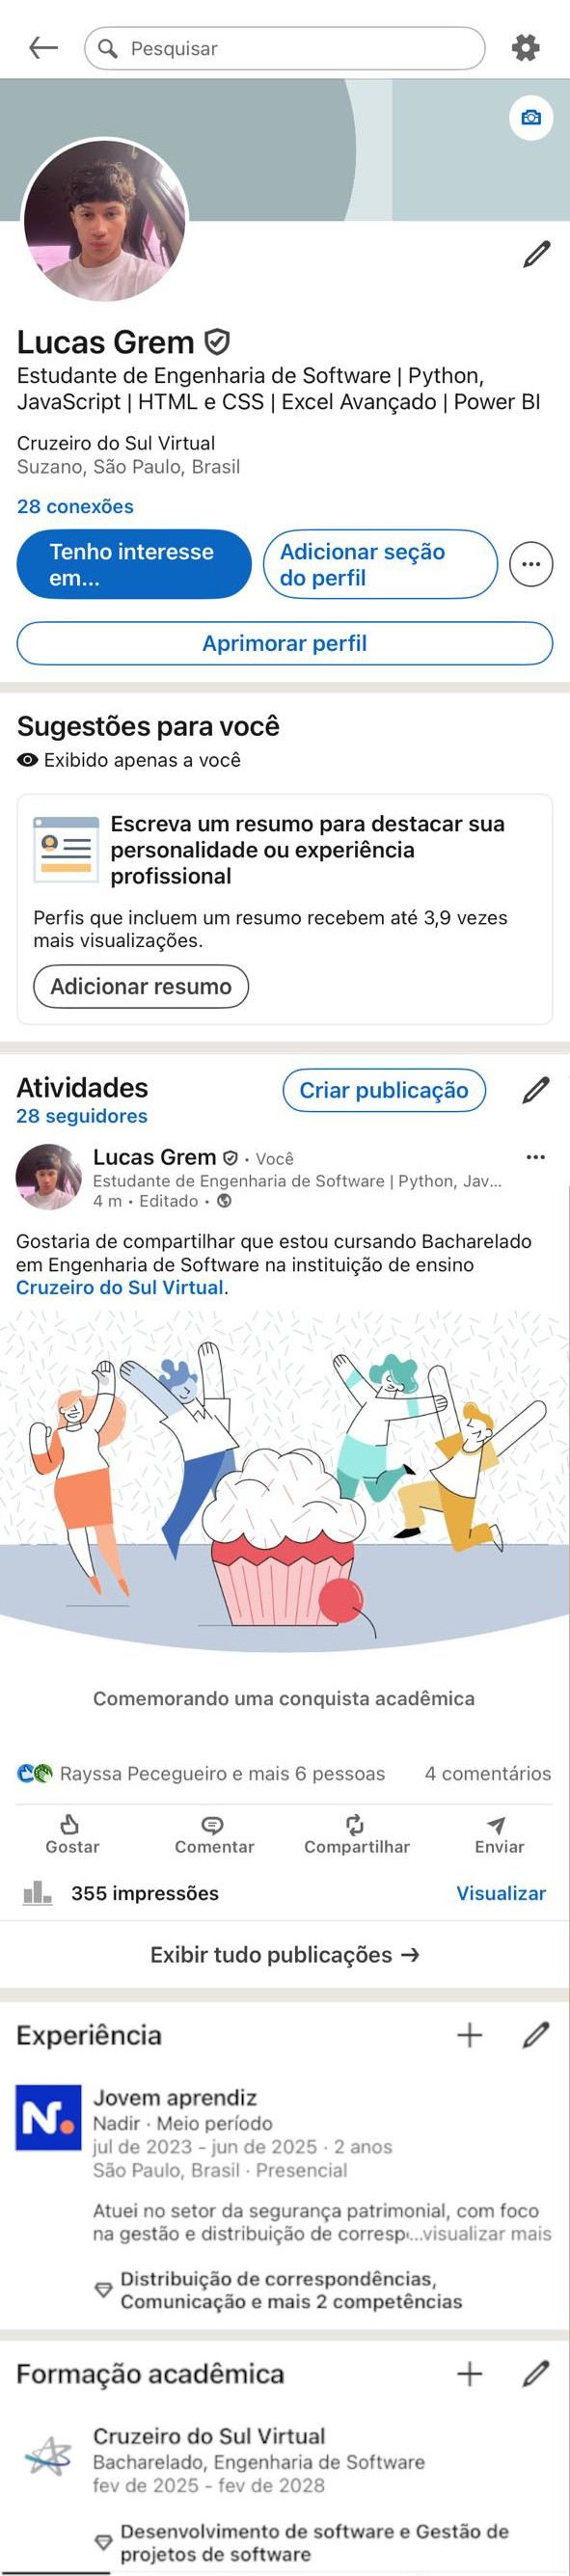 Pesquisar
Lucas Grem
Estudante de Engenharia de Software | Python,
JavaScript | HTML e CSS | Excel Avançado | Power BI
Cruzeiro do Sul Virtual
Suzano, São Paulo, Brasil
28 conexões
Tenho interesse
em...
Adicionar seção
do perfil
Aprimorar perfil
Sugestões para você
Exibido apenas a você
Escreva um resumo para destacar sua
personalidade ou experiência
profissional
Perfis que incluem um resumo recebem até 3,9 vezes
mais visualizações.
Adicionar resumo
Atividades
Criar publicação
28 seguidores
Lucas Grem • Você
Estudante de Engenharia de Software | Python, Jav...
4 m • Editado •
Gostaria de compartilhar que estou cursando Bacharelado
em Engenharia de Software na instituição de ensino
Cruzeiro do Sul Virtual.
Comemorando uma conquista acadêmica
Rayssa Pecegueiro e mais 6 pessoas 4 comentários
Gostar Comentar Compartilhar Enviar
355 impressões Visualizar
Exibir tudo publicações →
Experiência
N.
Jovem aprendiz
Nadir · Meio período
jul de 2023 - jun de 2025 · 2 anos
São Paulo, Brasil · Presencial
Atuei no setor da segurança patrimonial, com foco
na gestão e distribuição de corresp...visualizar mais
Distribuição de correspondências,
Comunicação e mais 2 competências
Formação acadêmica
Cruzeiro do Sul Virtual
Bacharelado, Engenharia de Software
fev de 2025 - fev de 2028
Desenvolvimento de software e Gestão de
projetos de software